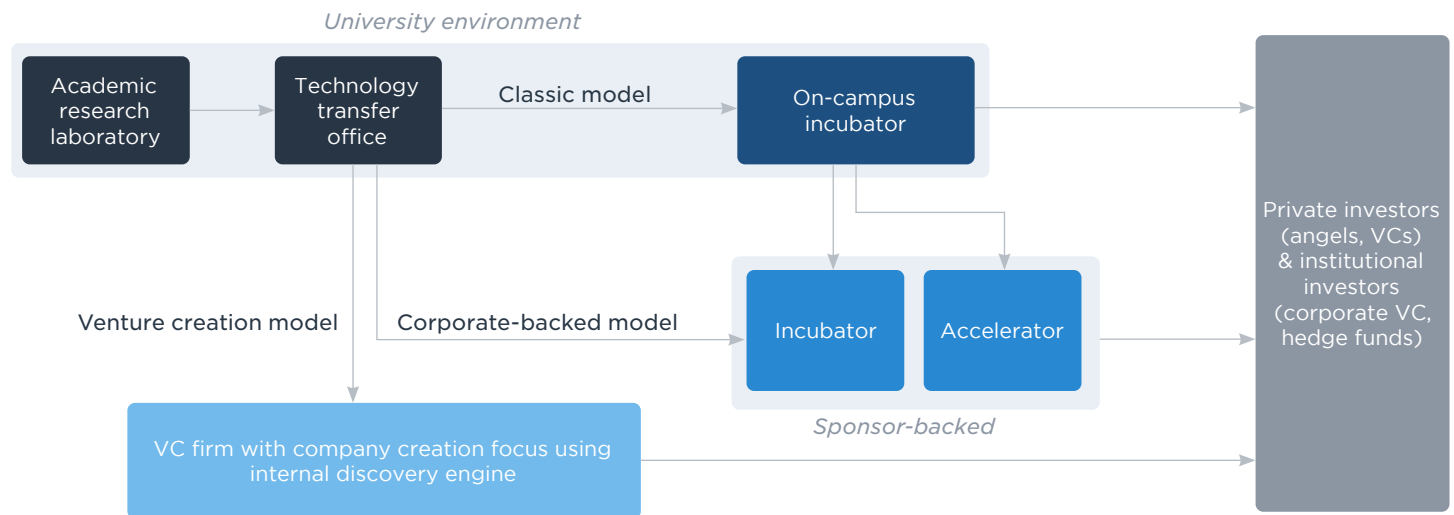 University environment
Academic
research
laboratory
Technology
transfer
office
Classic model
On-campus
incubator
Private investors
(angels, VCs)
& institutional
investors
(corporate VC,
hedge funds)
Venture creation model
Corporate-backed model
Incubator
Accelerator
Sponsor-backed
VC firm with company creation focus using
internal discovery engine